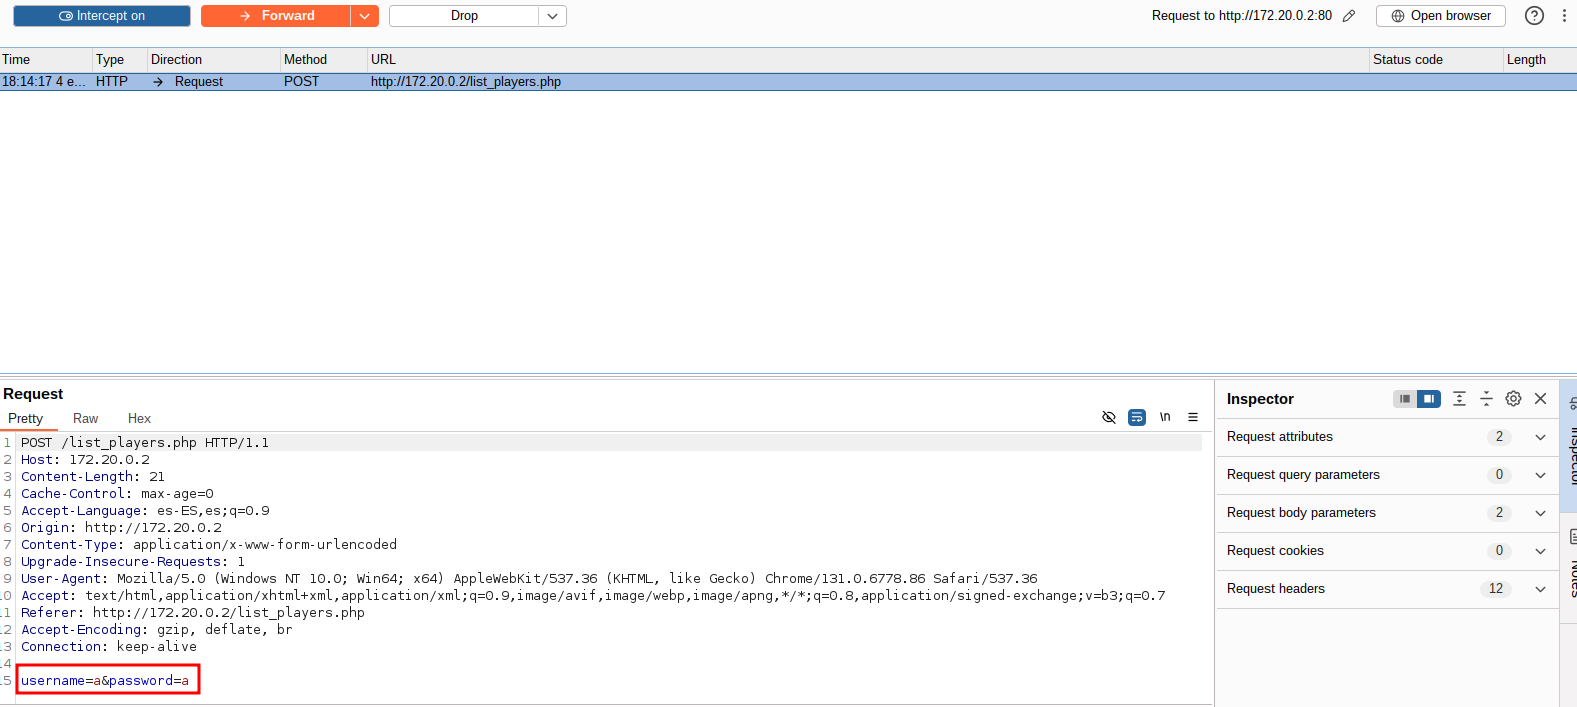 Intercept on Forward Drop Request to http://172.20.0.2:80 Open browser
Time Type Direction Method URL Status code Length
18:14:17 4 e... HTTP → Request POST http://172.20.0.2/list_players.php
Request
Pretty Raw Hex \n
1 POST /list_players.php HTTP/1.1
2 Host: 172.20.0.2
3 Content-Length: 21
4 Cache-Control: max-age=0
5 Accept-Language: es-ES,es;q=0.9
6 Origin: http://172.20.0.2
7 Content-Type: application/x-www-form-urlencoded
8 Upgrade-Insecure-Requests: 1
9 User-Agent: Mozilla/5.0 (Windows NT 10.0; Win64; x64) AppleWebKit/537.36 (KHTML, like Gecko) Chrome/131.0.6778.86 Safari/537.36
10 Accept: text/html,application/xhtml+xml,application/xml;q=0.9,image/avif,image/webp,image/apng,*/*;q=0.8,application/signed-exchange;v=b3;q=0.7
11 Referer: http://172.20.0.2/list_players.php
12 Accept-Encoding: gzip, deflate, br
13 Connection: keep-alive
14
15 username=a&password=a
Inspector
Request attributes 2
Request query parameters 0
Request body parameters 2
Request cookies 0
Request headers 12
Inspector
Notes